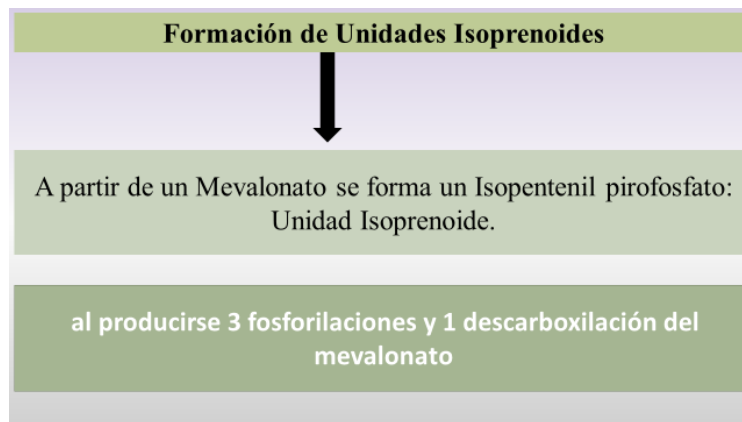 Formación de Unidades Isoprenoides
A partir de un Mevalonato se forma un Isopentenil pirofosfato:
Unidad Isoprenoide.
al producirse 3 fosforilaciones y 1 descarboxilación del
mevalonato